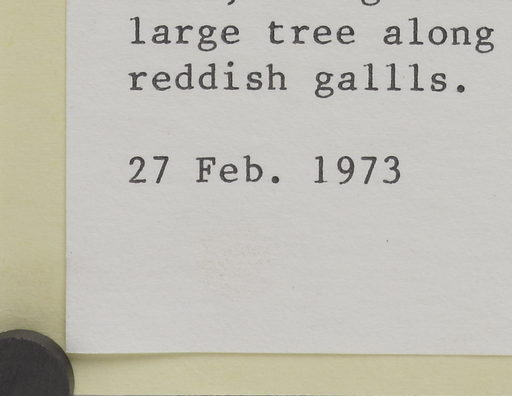 large tree along
reddish gallls.
27 Feb. 1973